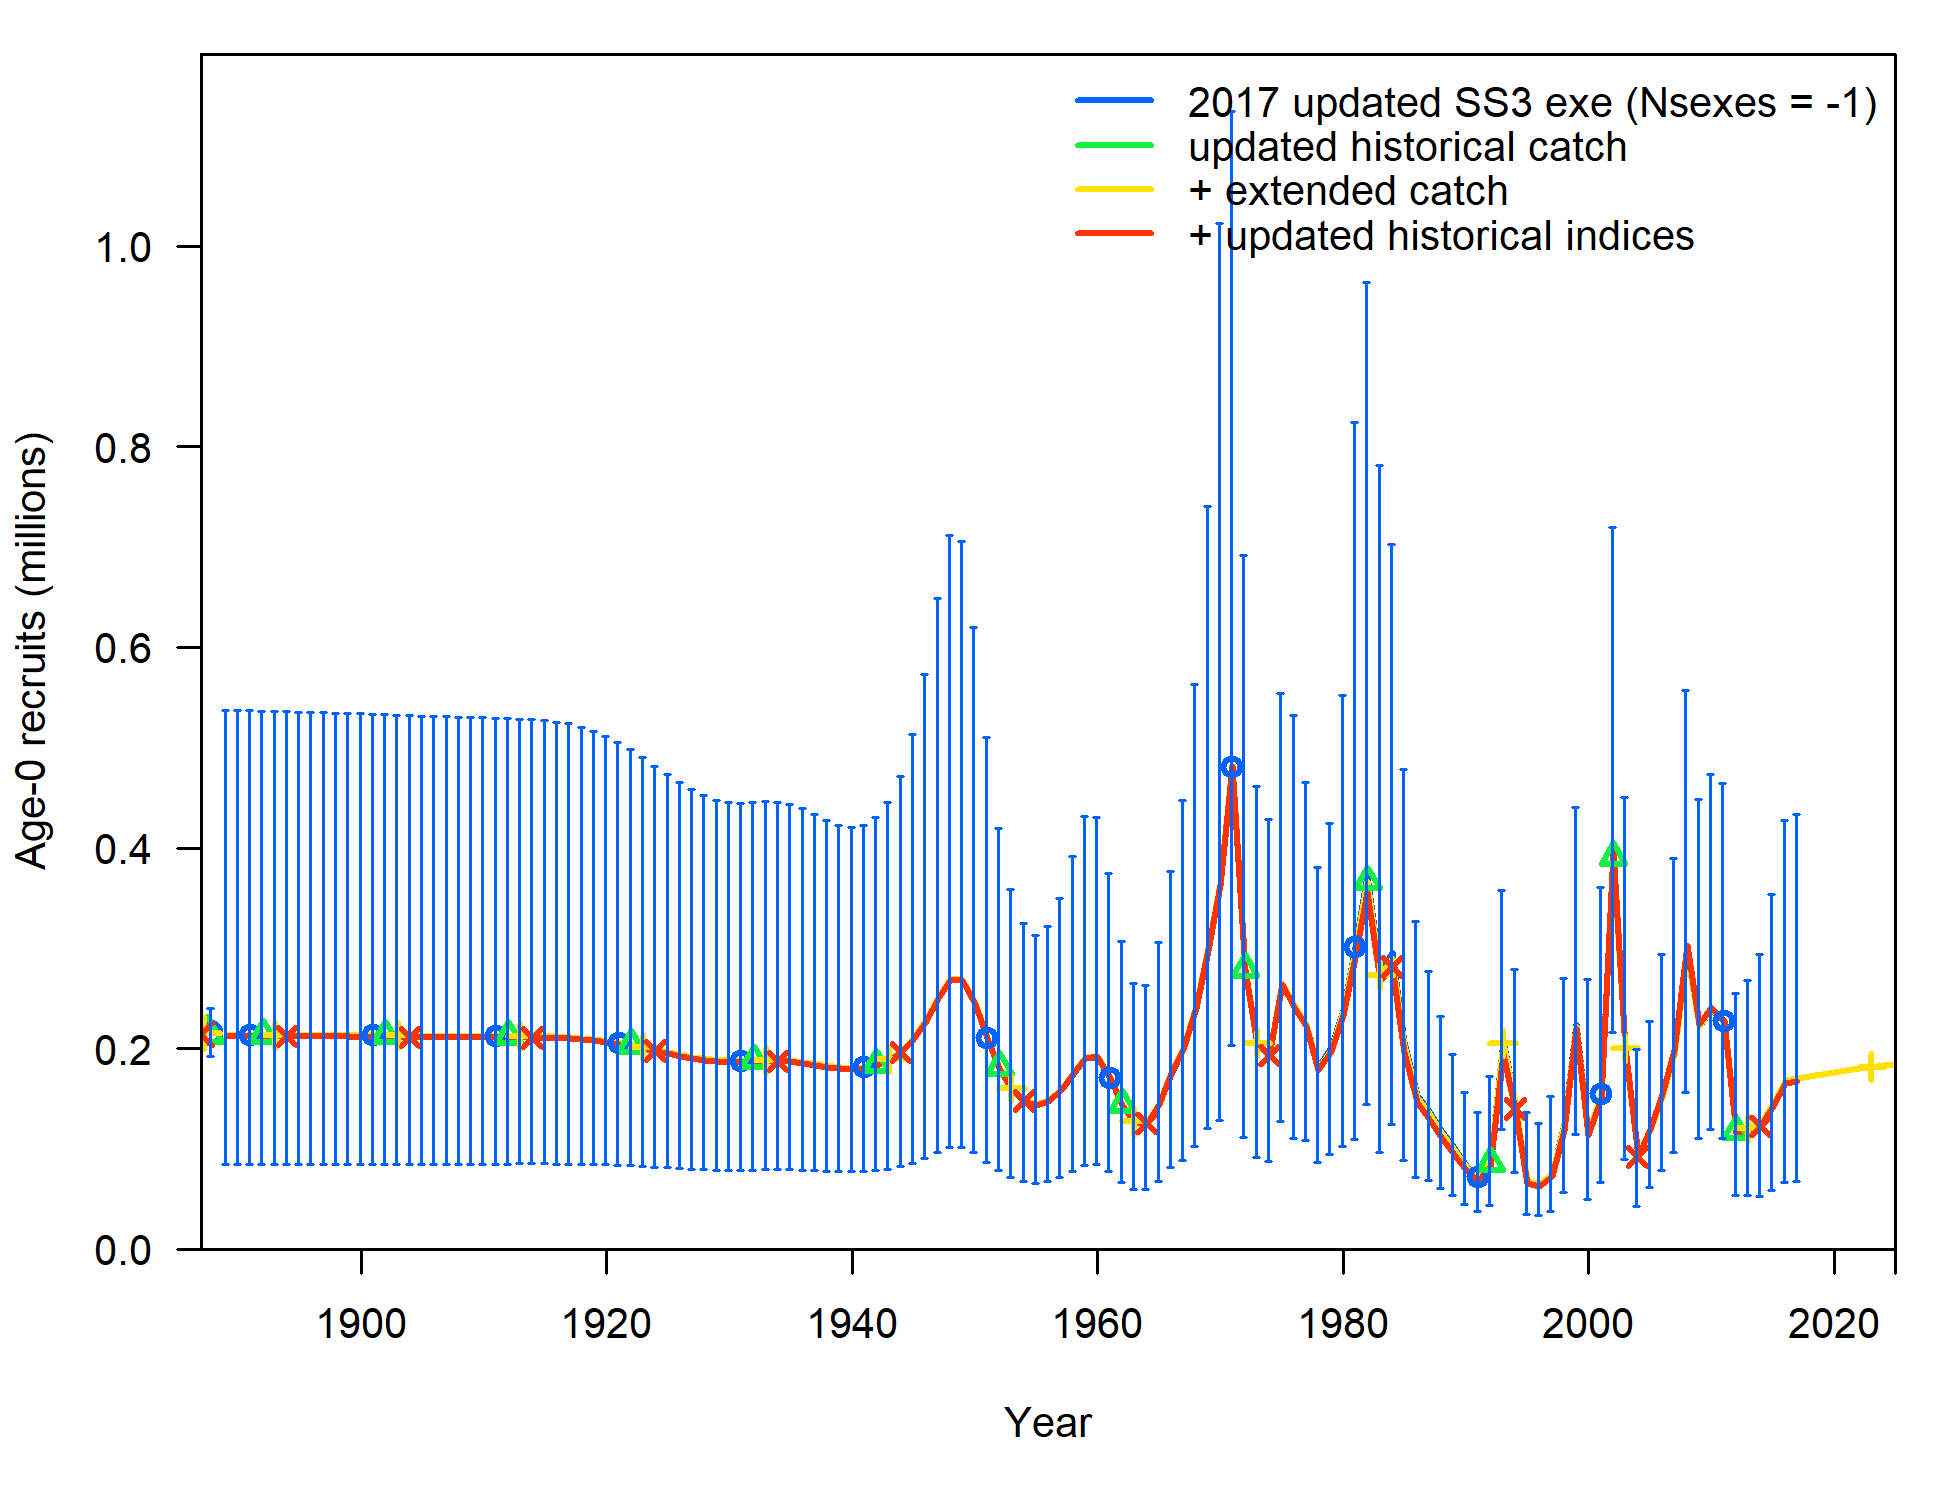 2017 updated SS3 exe (Nsexes = -1)
updated historical catch
+ extended catch
+ updated historical indices
Age-0 recruits (millions)
1.0
0.8
0.6
0.4
0.2
0.0
1900 1920 1940 1960 1980 2000 2020
Year